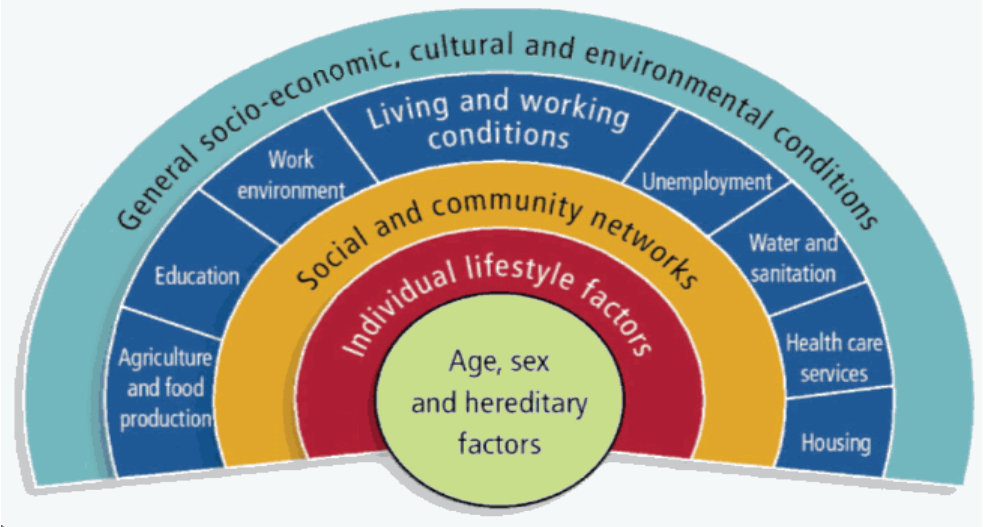 General socio-economic, cultural and environmental conditions
Living and working
conditions
Work
environment
Unemployment
Education
Water and
sanitation
Agriculture
and food
production
Health care
services
Housing
Social and community networks
Individual lifestyle factors
Age, sex
and hereditary
factors